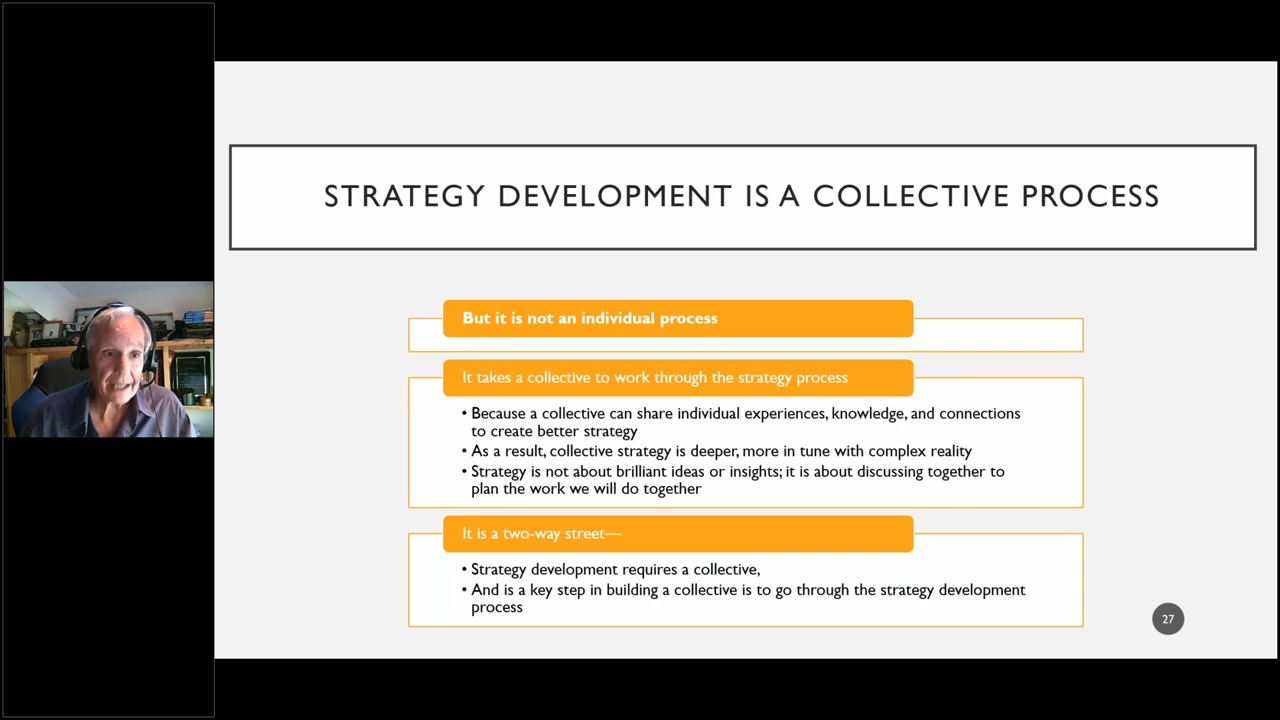 STRATEGY DEVELOPMENT IS A COLLECTIVE PROCESS
But it is not an individual process
It takes a collective to work through the strategy process
• Because a collective can share individual experiences, knowledge, and connections
to create better strategy
• As a result, collective strategy is deeper, more in tune with complex reality
• Strategy is not about brilliant ideas or insights; it is about discussing together to
plan the work we will do together
It is a two-way street—
• Strategy development requires a collective,
• And is a key step in building a collective is to go through the strategy development
process
27